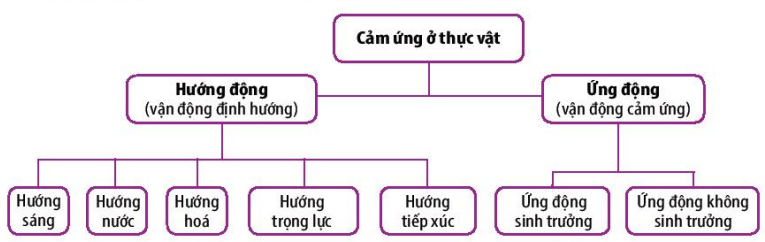 Cảm ứng ở thực vật
Hướng động
(vận động định hướng)
Ứng động
(vận động cảm ứng)
Hướng
sáng
Hướng
nước
Hướng
hoá
Hướng
trọng lực
Hướng
tiếp xúc
Ứng động
sinh trưởng
Ứng động không
sinh trưởng